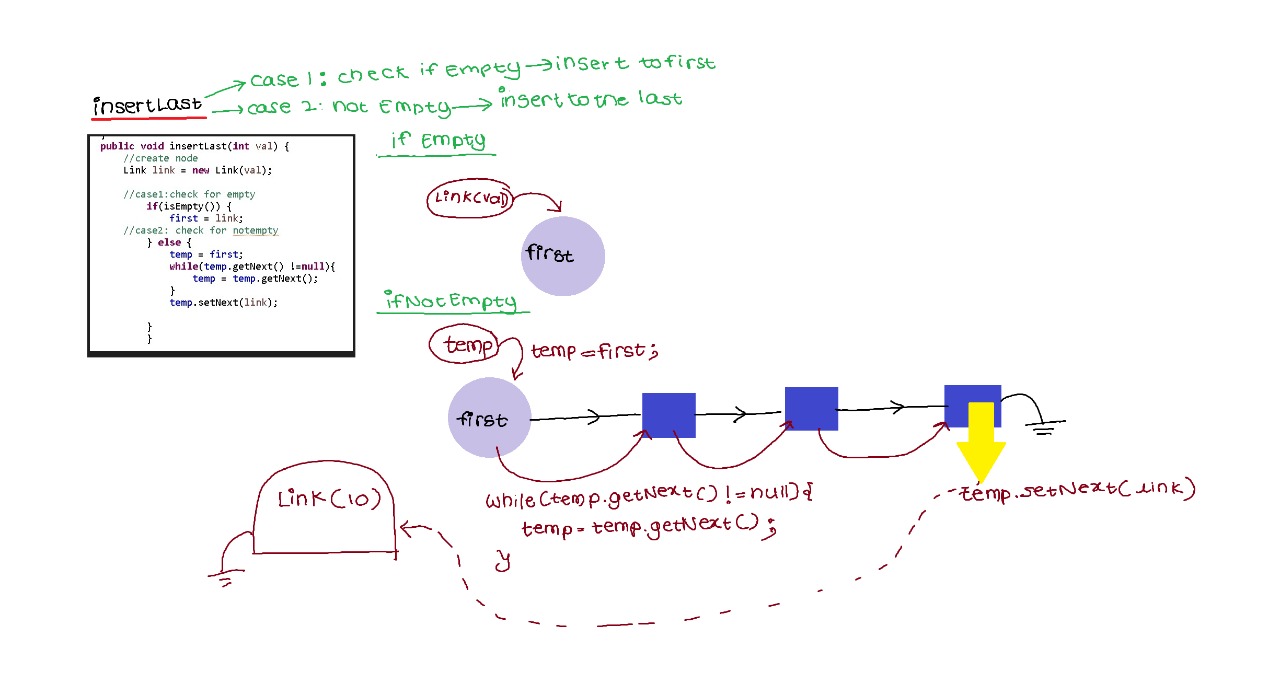 insertLast
case 1: check if Empty → insert to first
case 2: not Empty → insert to the last
public void insertLast(int val) {
//create node
Link link = new Link(val);
//case1:check for empty
if(isEmpty()) {
first = link;
//case2: check for notempty
} else {
temp = first;
while(temp.getNext() !=null){
temp = temp.getNext();
}
temp.setNext(link);
}
}
if Empty
Link(val)
first
ifNotEmpty
temp
temp=first;
first
while(temp.getNext() !=null){
temp= temp.getNext();
}
temp.setNext(link)
Link(10)